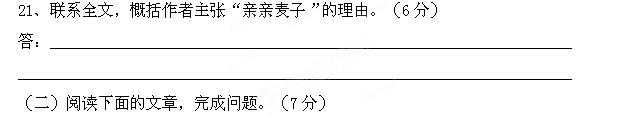 21、联系全文，概括作者主张“亲亲麦子”的理由。（6分）
答：
（二）阅读下面的文章，完成问题。（7分）